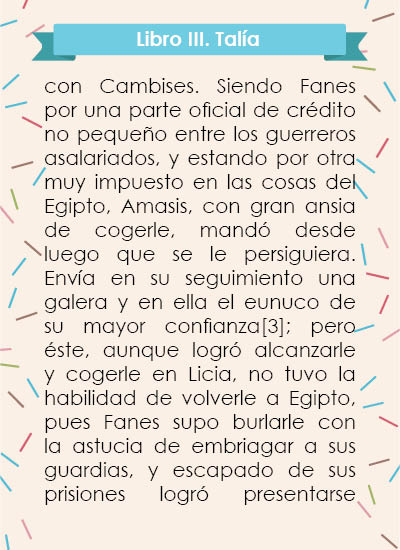 Libro III. Talía
con Cambises. Siendo Fanes
por una parte oficial de crédito
no pequeño entre los guerreros
asalariados, y estando por otra
muy impuesto en las cosas del
Egipto, Amasis, con gran ansia
de cogerle, mandó desde
luego que se le persiguiera.
Envía en su seguimiento una
galera y en ella el eunuco de
su mayor confianza[3]; pero
éste, aunque logró alcanzarle
y cogerle en Licia, no tuvo la
habilidad de volverle a Egipto,
pues Fanes supo burlarle con
la astucia de embriagar a sus
guardias, y escapado de sus
prisiones logró presentarse